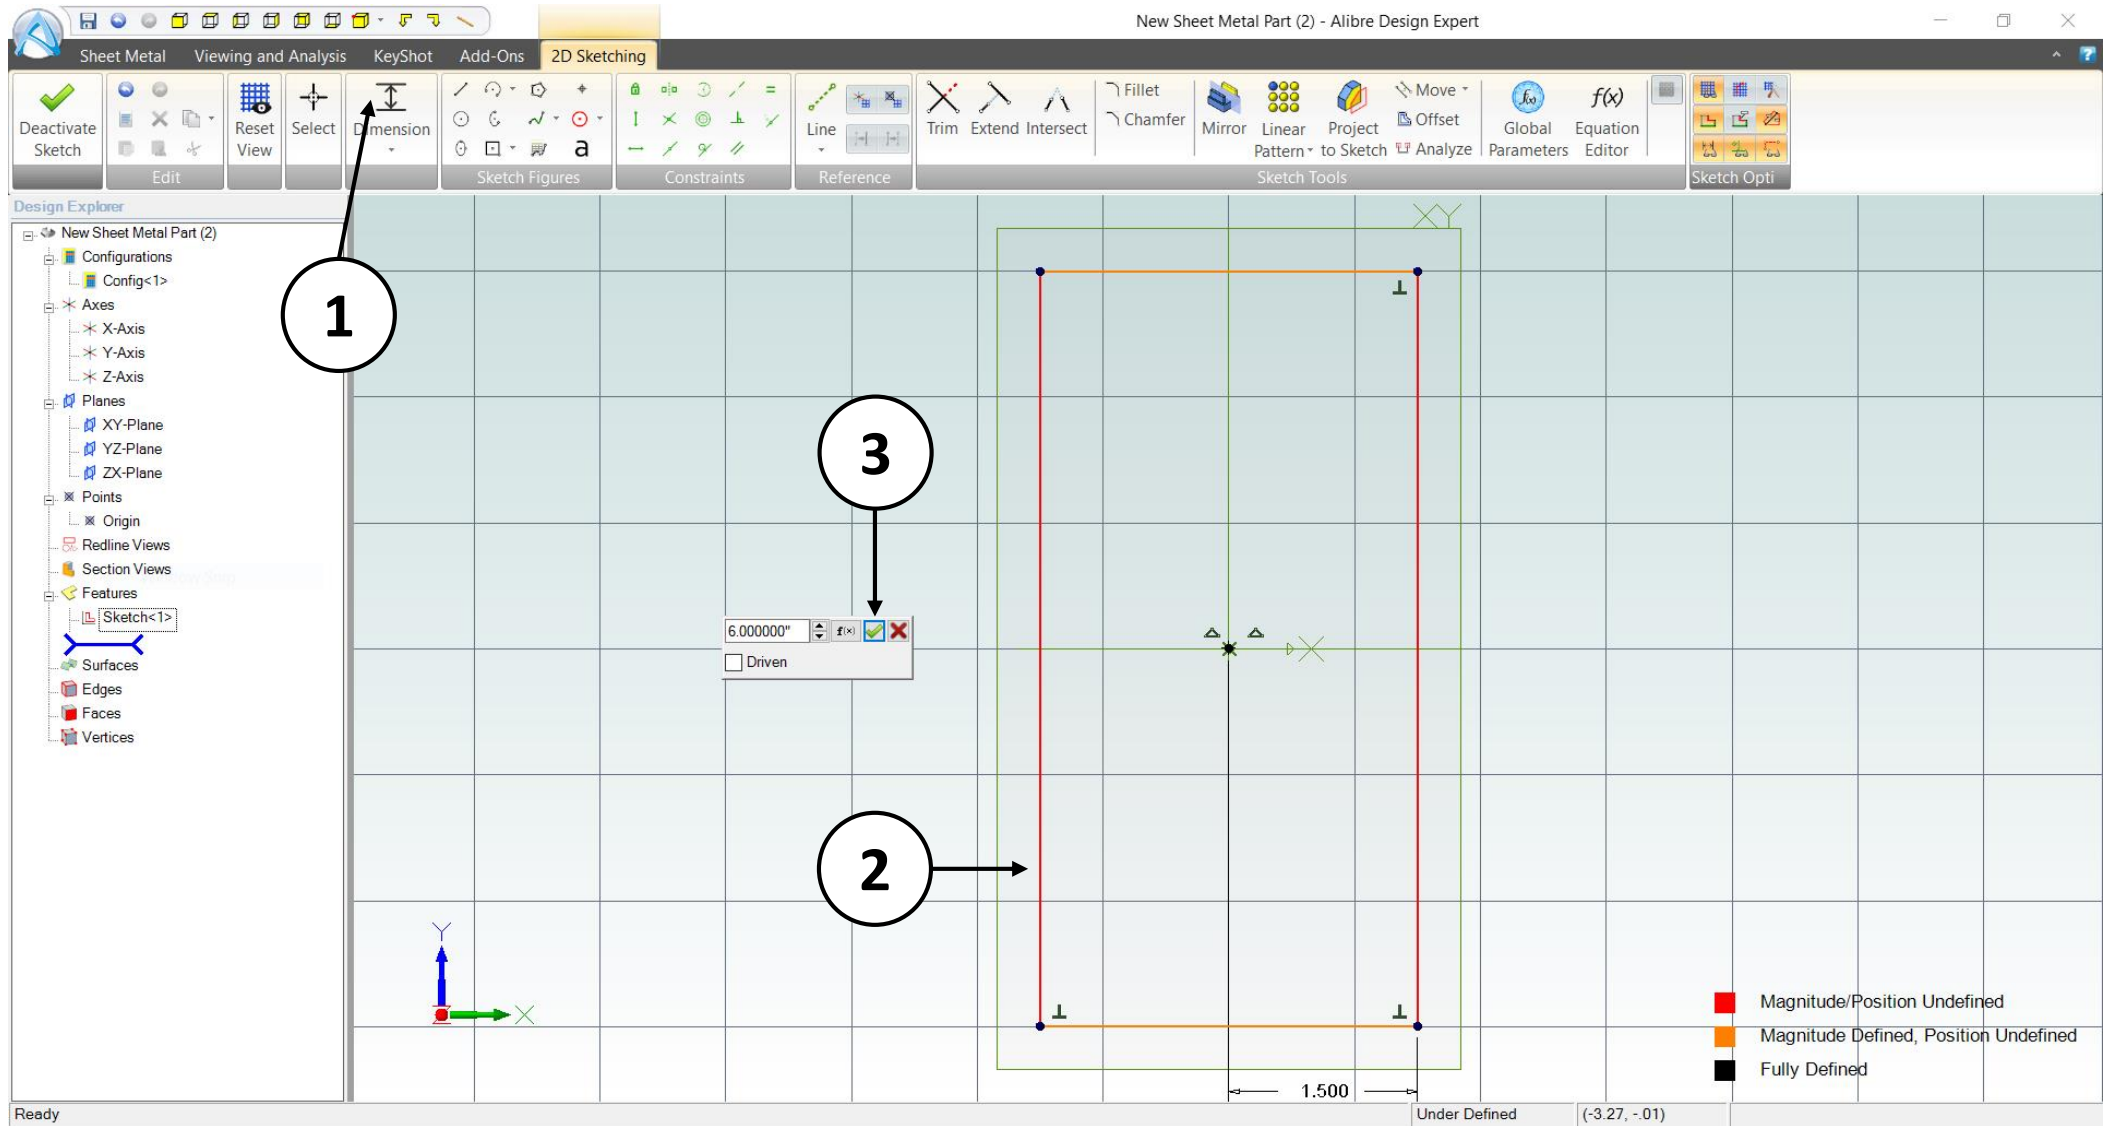 New Sheet Metal Part (2) - Alibre Design Expert
Sheet Metal Viewing and Analysis KeyShot Add-Ons 2D Sketching
Deactivate Sketch
Edit
Reset View
Select
Dimension
a
Sketch Figures
Constraints
Line
Reference
Trim Extend Intersect
Fillet
Chamfer
Mirror
Linear Pattern
Project to Sketch
Move
Offset
Analyze
Sketch Tools
Global Parameters
f(x)
Equation Editor
Sketch Opti
Design Explorer
New Sheet Metal Part (2)
Configurations
Config<1>
Axes
X-Axis
Y-Axis
Z-Axis
Planes
XY-Plane
YZ-Plane
ZX-Plane
Points
Origin
Redline Views
Section Views
Features
Sketch<1>
Surfaces
Edges
Faces
Vertices
1
XY
3
6.000000" f(x)
Driven
X
2
Y
X
Z
1.500
Magnitude/Position Undefined
Magnitude Defined, Position Undefined
Fully Defined
Ready
Under Defined
(-3.27, -.01)